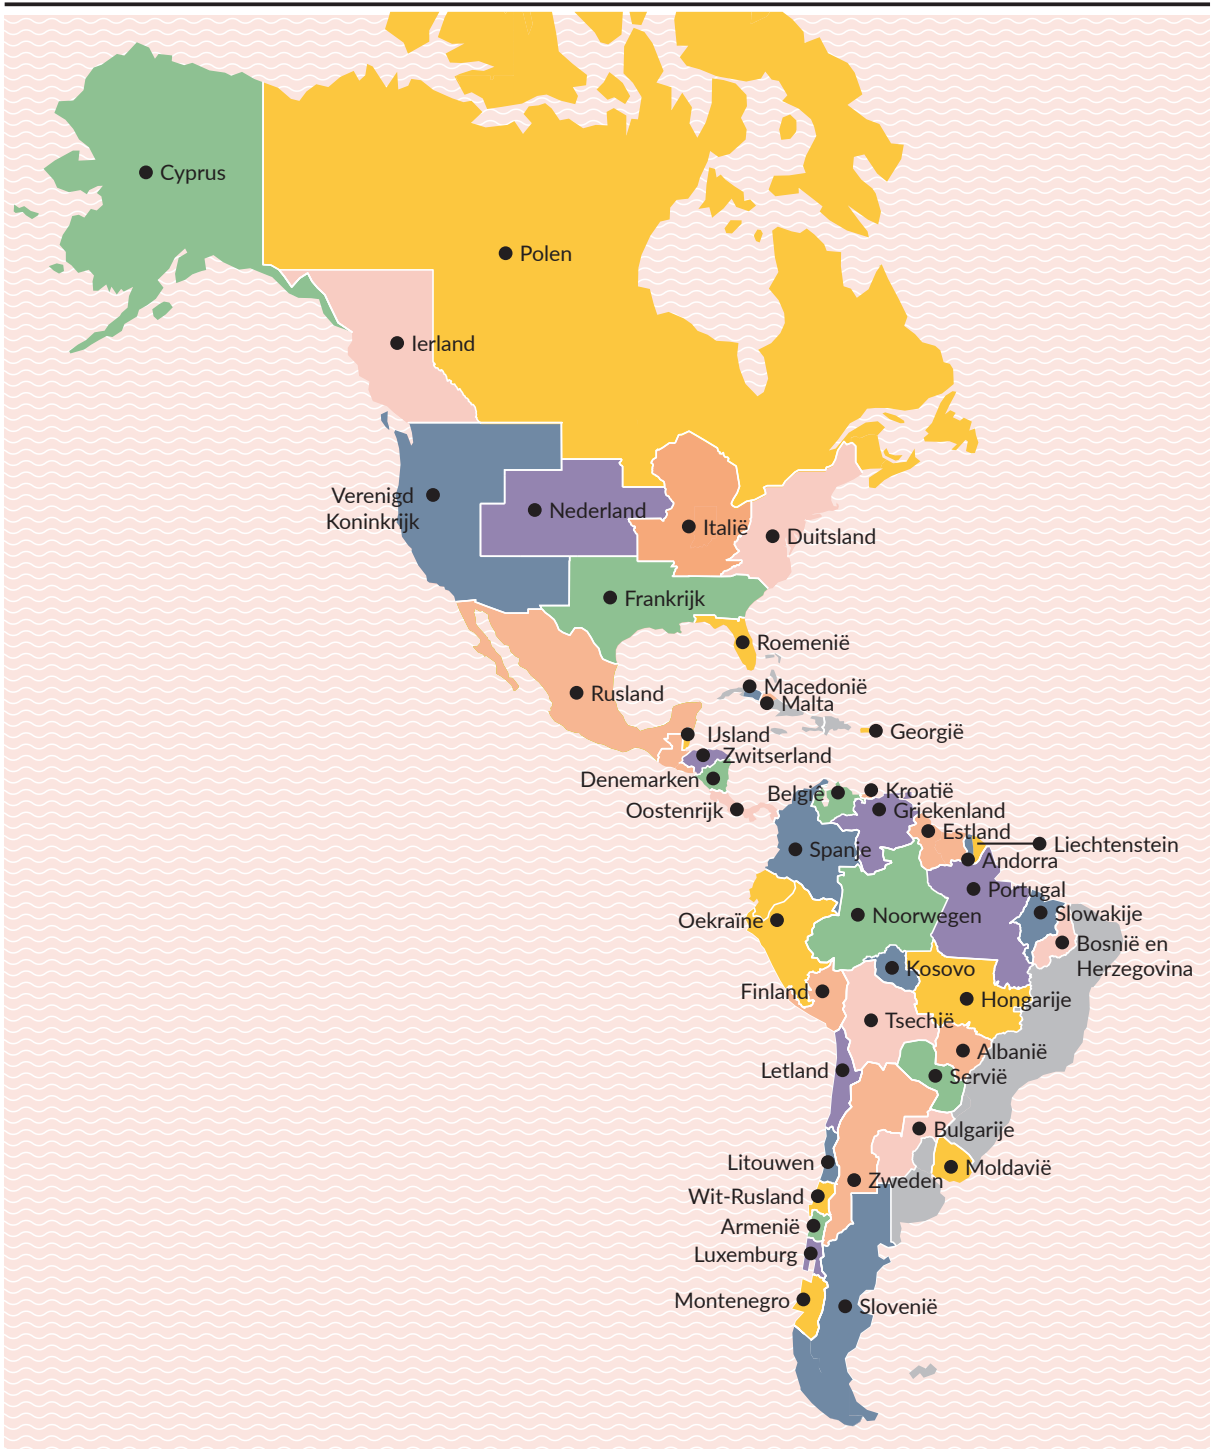 Cyprus
Polen
Ierland
Verenigd
Koninkrijk
Nederland
Italië
Duitsland
Frankrijk
Roemenië
Rusland
Macedonië
Malta
IJsland
Georgië
Zwitserland
Denemarken
België
Kroatië
Oostenrijk
Griekenland
Estland
Liechtenstein
Spanje
Andorra
Portugal
Oekraïne
Noorwegen
Slowakije
Bosnië en
Herzegovina
Kosovo
Finland
Hongarije
Tsechië
Albanië
Letland
Servië
Bulgarije
Litouwen
Moldavië
Zweden
Wit-Rusland
Armenië
Luxemburg
Montenegro
Slovenië